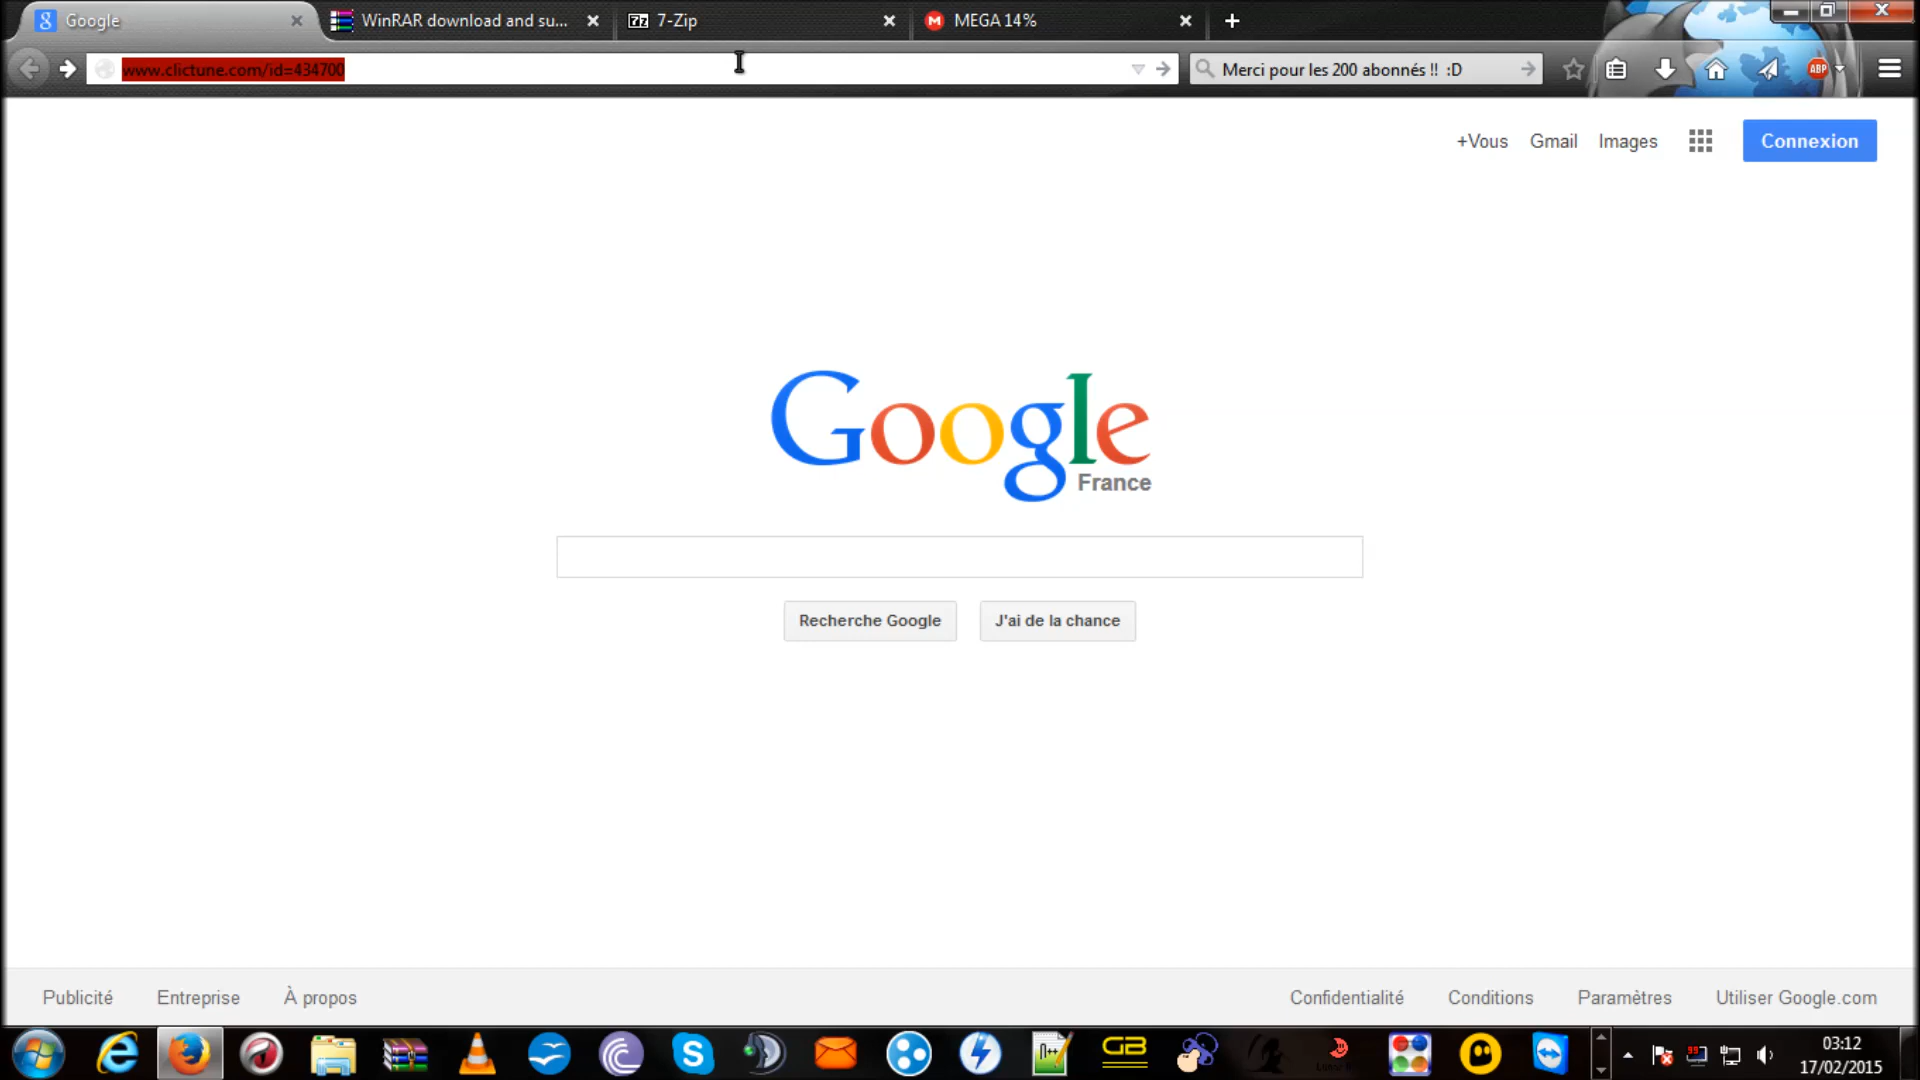 Google
WinRAR download and su...
7-Zip
MEGA 14%
www.clictune.com/id=434700
Merci pour les 200 abonnés !! :D
ABP
+Vous
Gmail
Images
Connexion
Google
France
Recherche Google
J'ai de la chance
Publicité
Entreprise
À propos
Confidentialité
Conditions
Paramètres
Utiliser Google.com
GB
03:12
17/02/2015